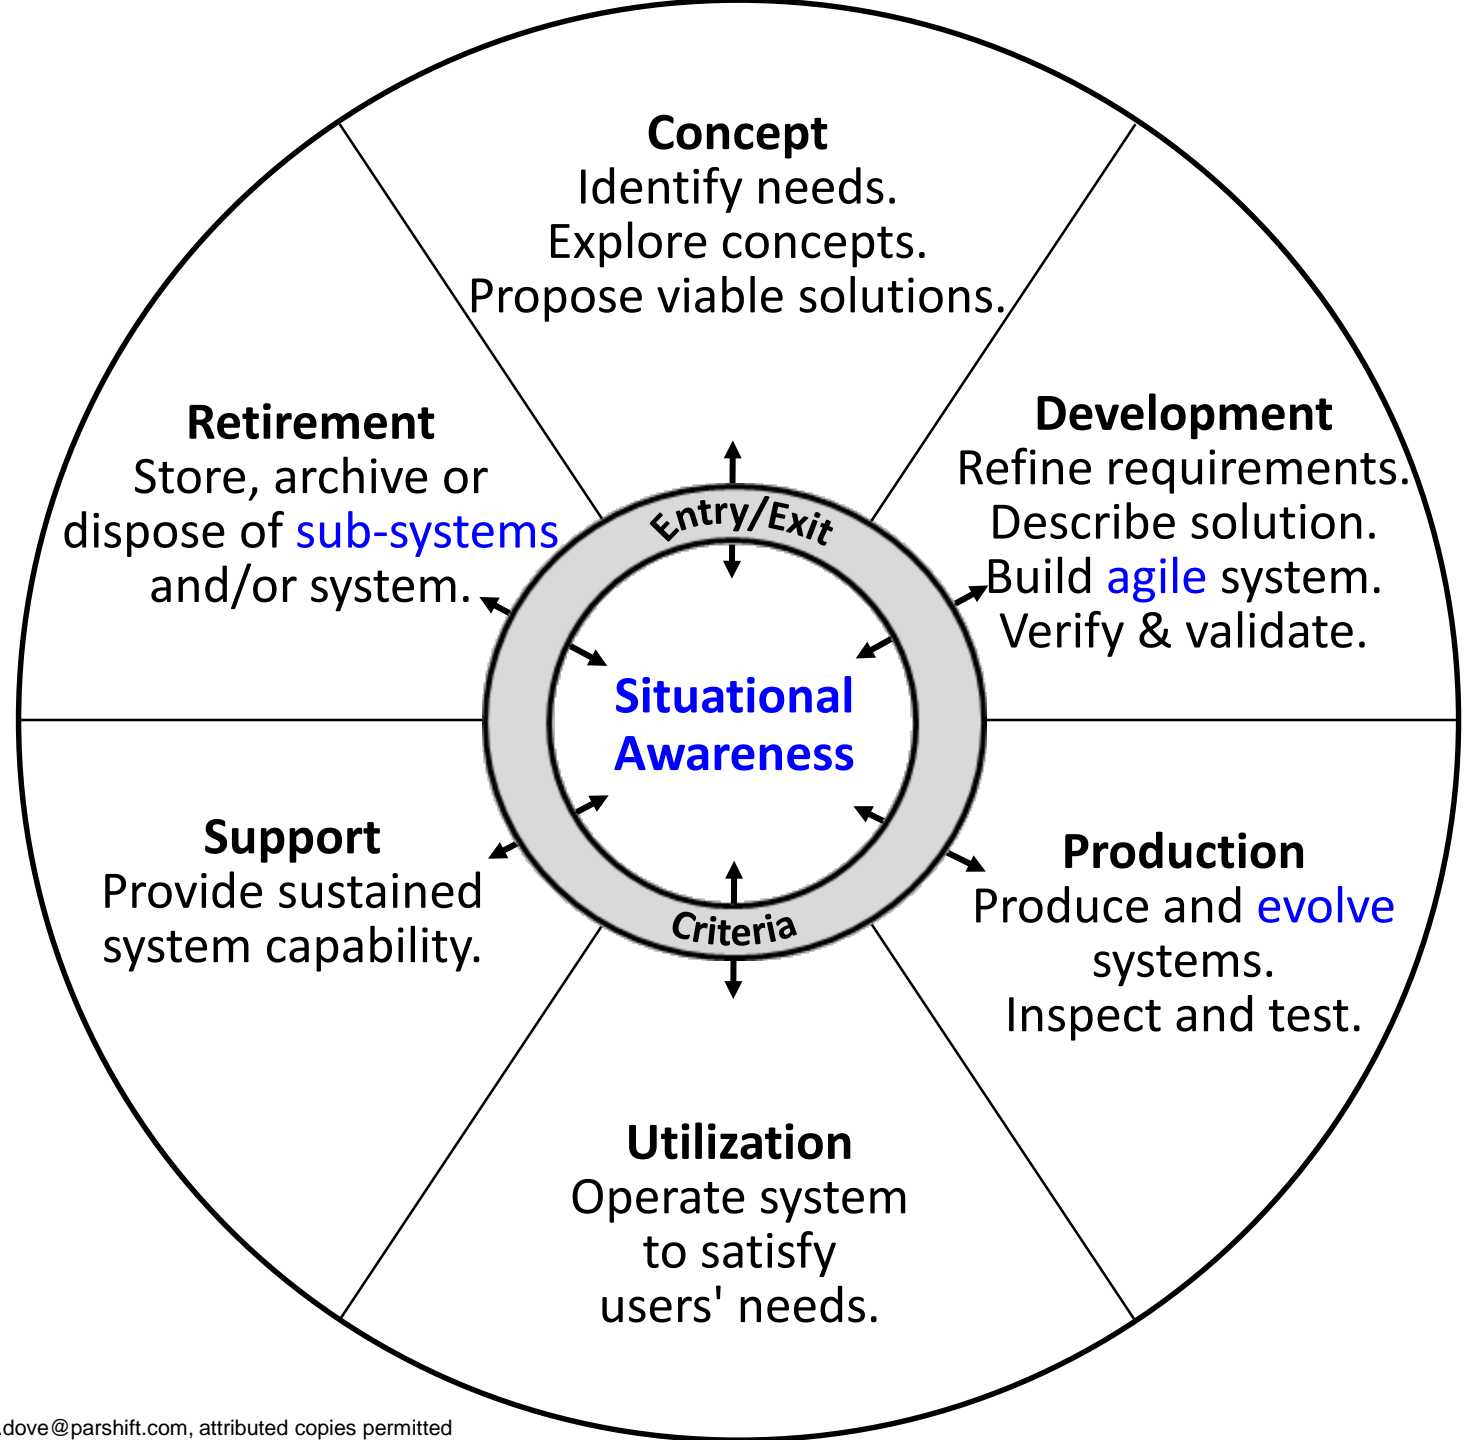 Concept
Identify needs.
Explore concepts.
Propose viable solutions.
Development
Refine requirements.
Describe solution.
Build agile system.
Verify & validate.
Production
Produce and evolve
systems.
Inspect and test.
Utilization
Operate system
to satisfy
users' needs.
Support
Provide sustained
system capability.
Retirement
Store, archive or
dispose of sub-systems
and/or system.
Entry/Exit
Criteria
Situational
Awareness
.dove@parshift.com, attributed copies permitted